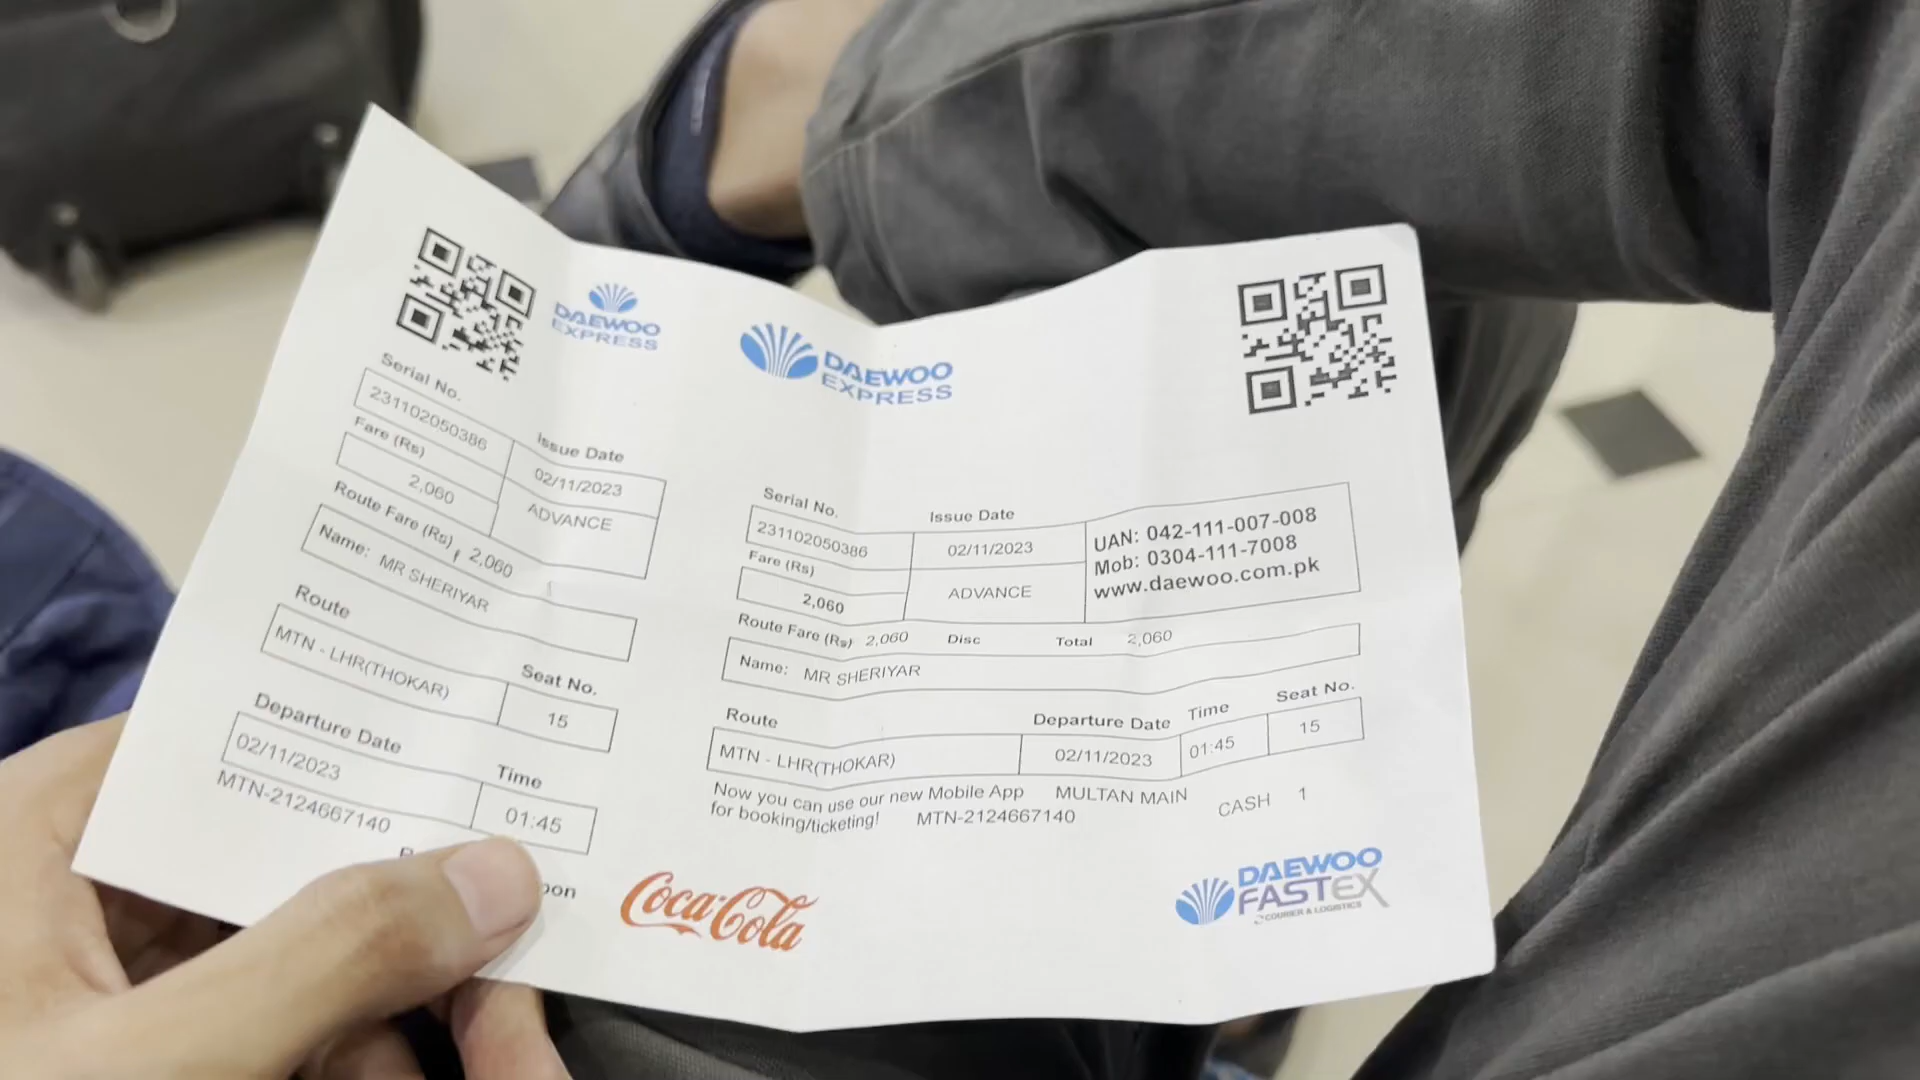 DAEWOO
EXPRESS
Serial No.
231102050386
Issue Date
02/11/2023
Fare (Rs)
2,060
ADVANCE
Route Fare (Rs) 2,060
Name: MR SHERIYAR
Route
MTN - LHR(THOKAR)
Seat No.
15
Departure Date
02/11/2023
Time
01:45
MTN-2124667140
DAEWOO
EXPRESS
Serial No.
231102050386
Issue Date
02/11/2023
UAN: 042-111-007-008
Mob: 0304-111-7008
www.daewoo.com.pk
Fare (Rs)
2,060
ADVANCE
Route Fare (Rs) 2,060 Disc Total 2,060
Name: MR SHERIYAR
Route Departure Date Time Seat No.
MTN - LHR(THOKAR) 02/11/2023 01:45 15
Now you can use our new Mobile App MULTAN MAIN CASH 1
for booking/ticketing! MTN-2124667140
Coca-Cola
DAEWOO
FASTEX
COURIER & LOGISTICS